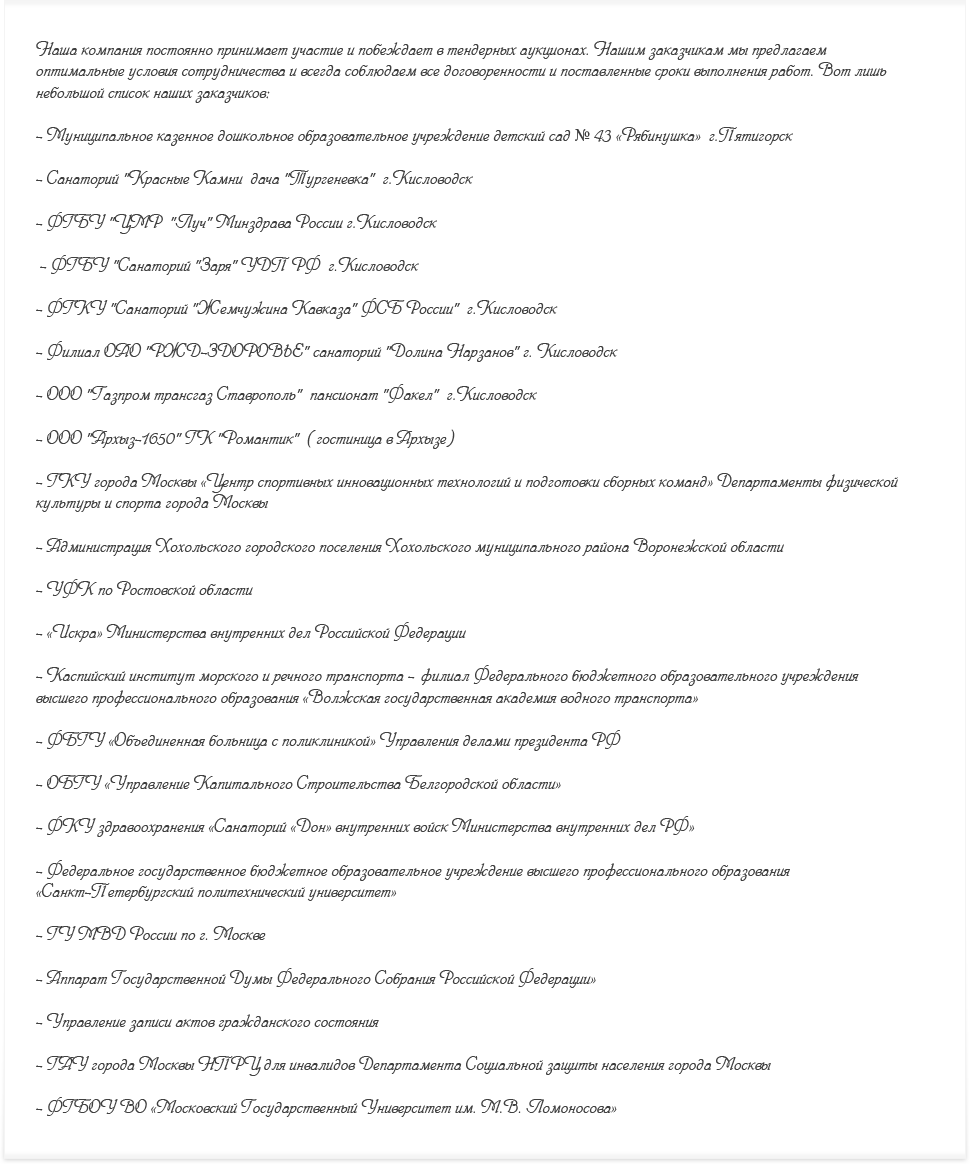 Наша компания постоянно принимает участие и побеждает в тендерных аукционах. Нашим заказчикам мы предлагаем
оптимальные условия сотрудничества и всегда соблюдаем все договоренности и поставленные сроки выполнения работ. Вот лишь
небольшой список наших заказчиков:
- Муниципальное казенное дошкольное образовательное учреждение детский сад № 43 «Рябинушка» г.Пятигорск
- Санаторий "Красные Камни дача "Тургеневка" г.Кисловодск
- ФГБУ "ЦМР "Луч" Минздрава России г.Кисловодск
- ФГБУ "Санаторий "Заря" УДП РФ г.Кисловодск
- ФГКУ "Санаторий "Жемчужина Кавказа" ФСБ России" г.Кисловодск
- Филиал ОАО "РЖД-ЗДОРОВЬЕ" санаторий "Долина Нарзанов" г. Кисловодск
- ООО "Газпром трансгаз Ставрополь" пансионат "Факел" г.Кисловодск
- ООО "Архыз-1650" ГК "Романтик" ( гостиница в Архызе)
- ГКУ города Москвы «Центр спортивных инновационных технологий и подготовки сборных команд» Департаменты физической
культуры и спорта города Москвы
- Администрация Хохольского городского поселения Хохольского муниципального района Воронежской области
- УФК по Ростовской области
- «Искра» Министерства внутренних дел Российской Федерации
- Каспийский институт морского и речного транспорта - филиал Федерального бюджетного образовательного учреждения
высшего профессионального образования «Волжская государственная академия водного транспорта»
- ФБГУ «Объединенная больница с поликлиникой» Управления делами президента РФ
- ОБГУ «Управление Капитального Строительства Белгородской области»
- ФКУ здравоохранения «Санаторий «Дон» внутренних войск Министерства внутренних дел РФ»
- Федеральное государственное бюджетное образовательное учреждение высшего профессионального образования
«Санкт-Петербургский политехнический университет»
- ГУ МВД России по г. Москве
- Аппарат Государственной Думы Федерального Собрания Российской Федерации»
- Управление записи актов гражданского состояния
- ГАУ города Москвы НПРЦ для инвалидов Департамента Социальной защиты населения города Москвы
- ФГБОУ ВО «Московский Государственный Университет им. М.В. Ломоносова»